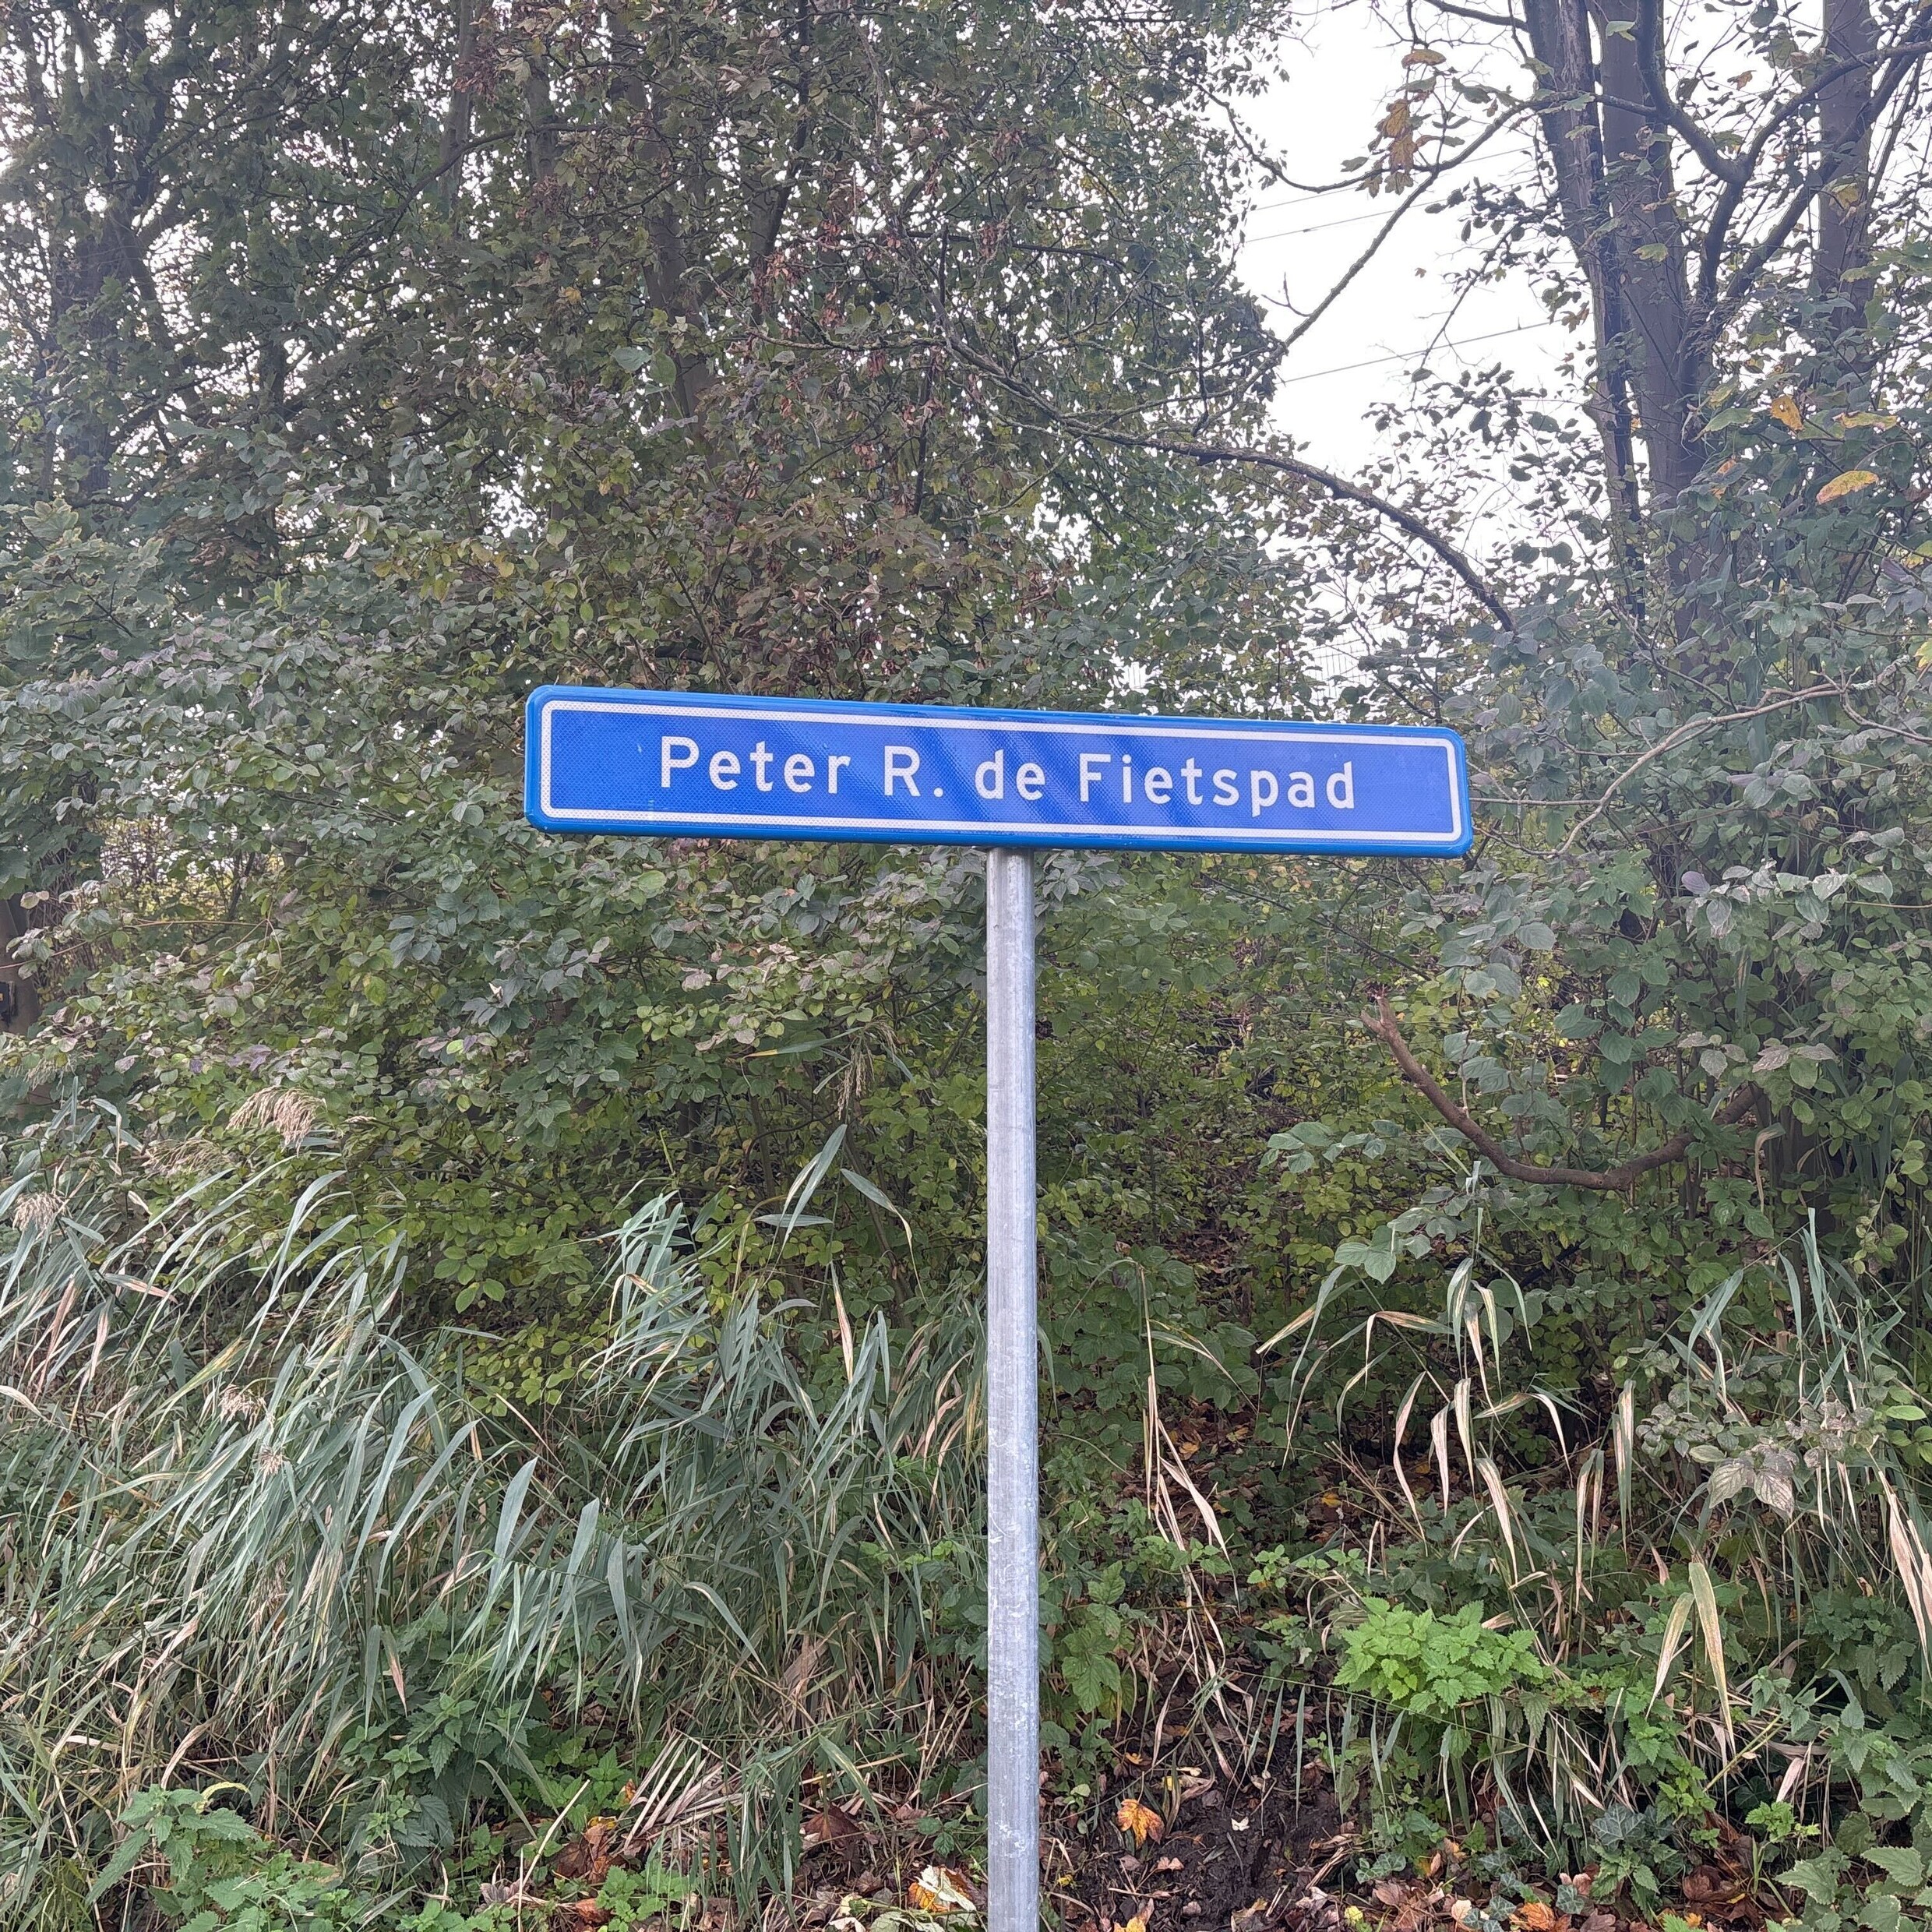 Peter R. de Fietspad